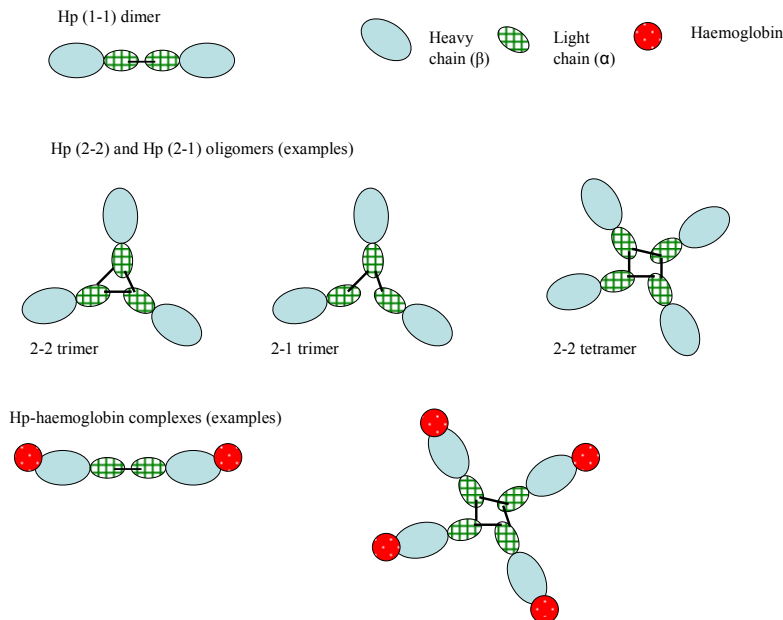 Hp (1-1) dimer
Heavy
chain (β)
Light
chain (α)
Haemoglobin
Hp (2-2) and Hp (2-1) oligomers (examples)
2-2 trimer
2-1 trimer
2-2 tetramer
Hp-haemoglobin complexes (examples)